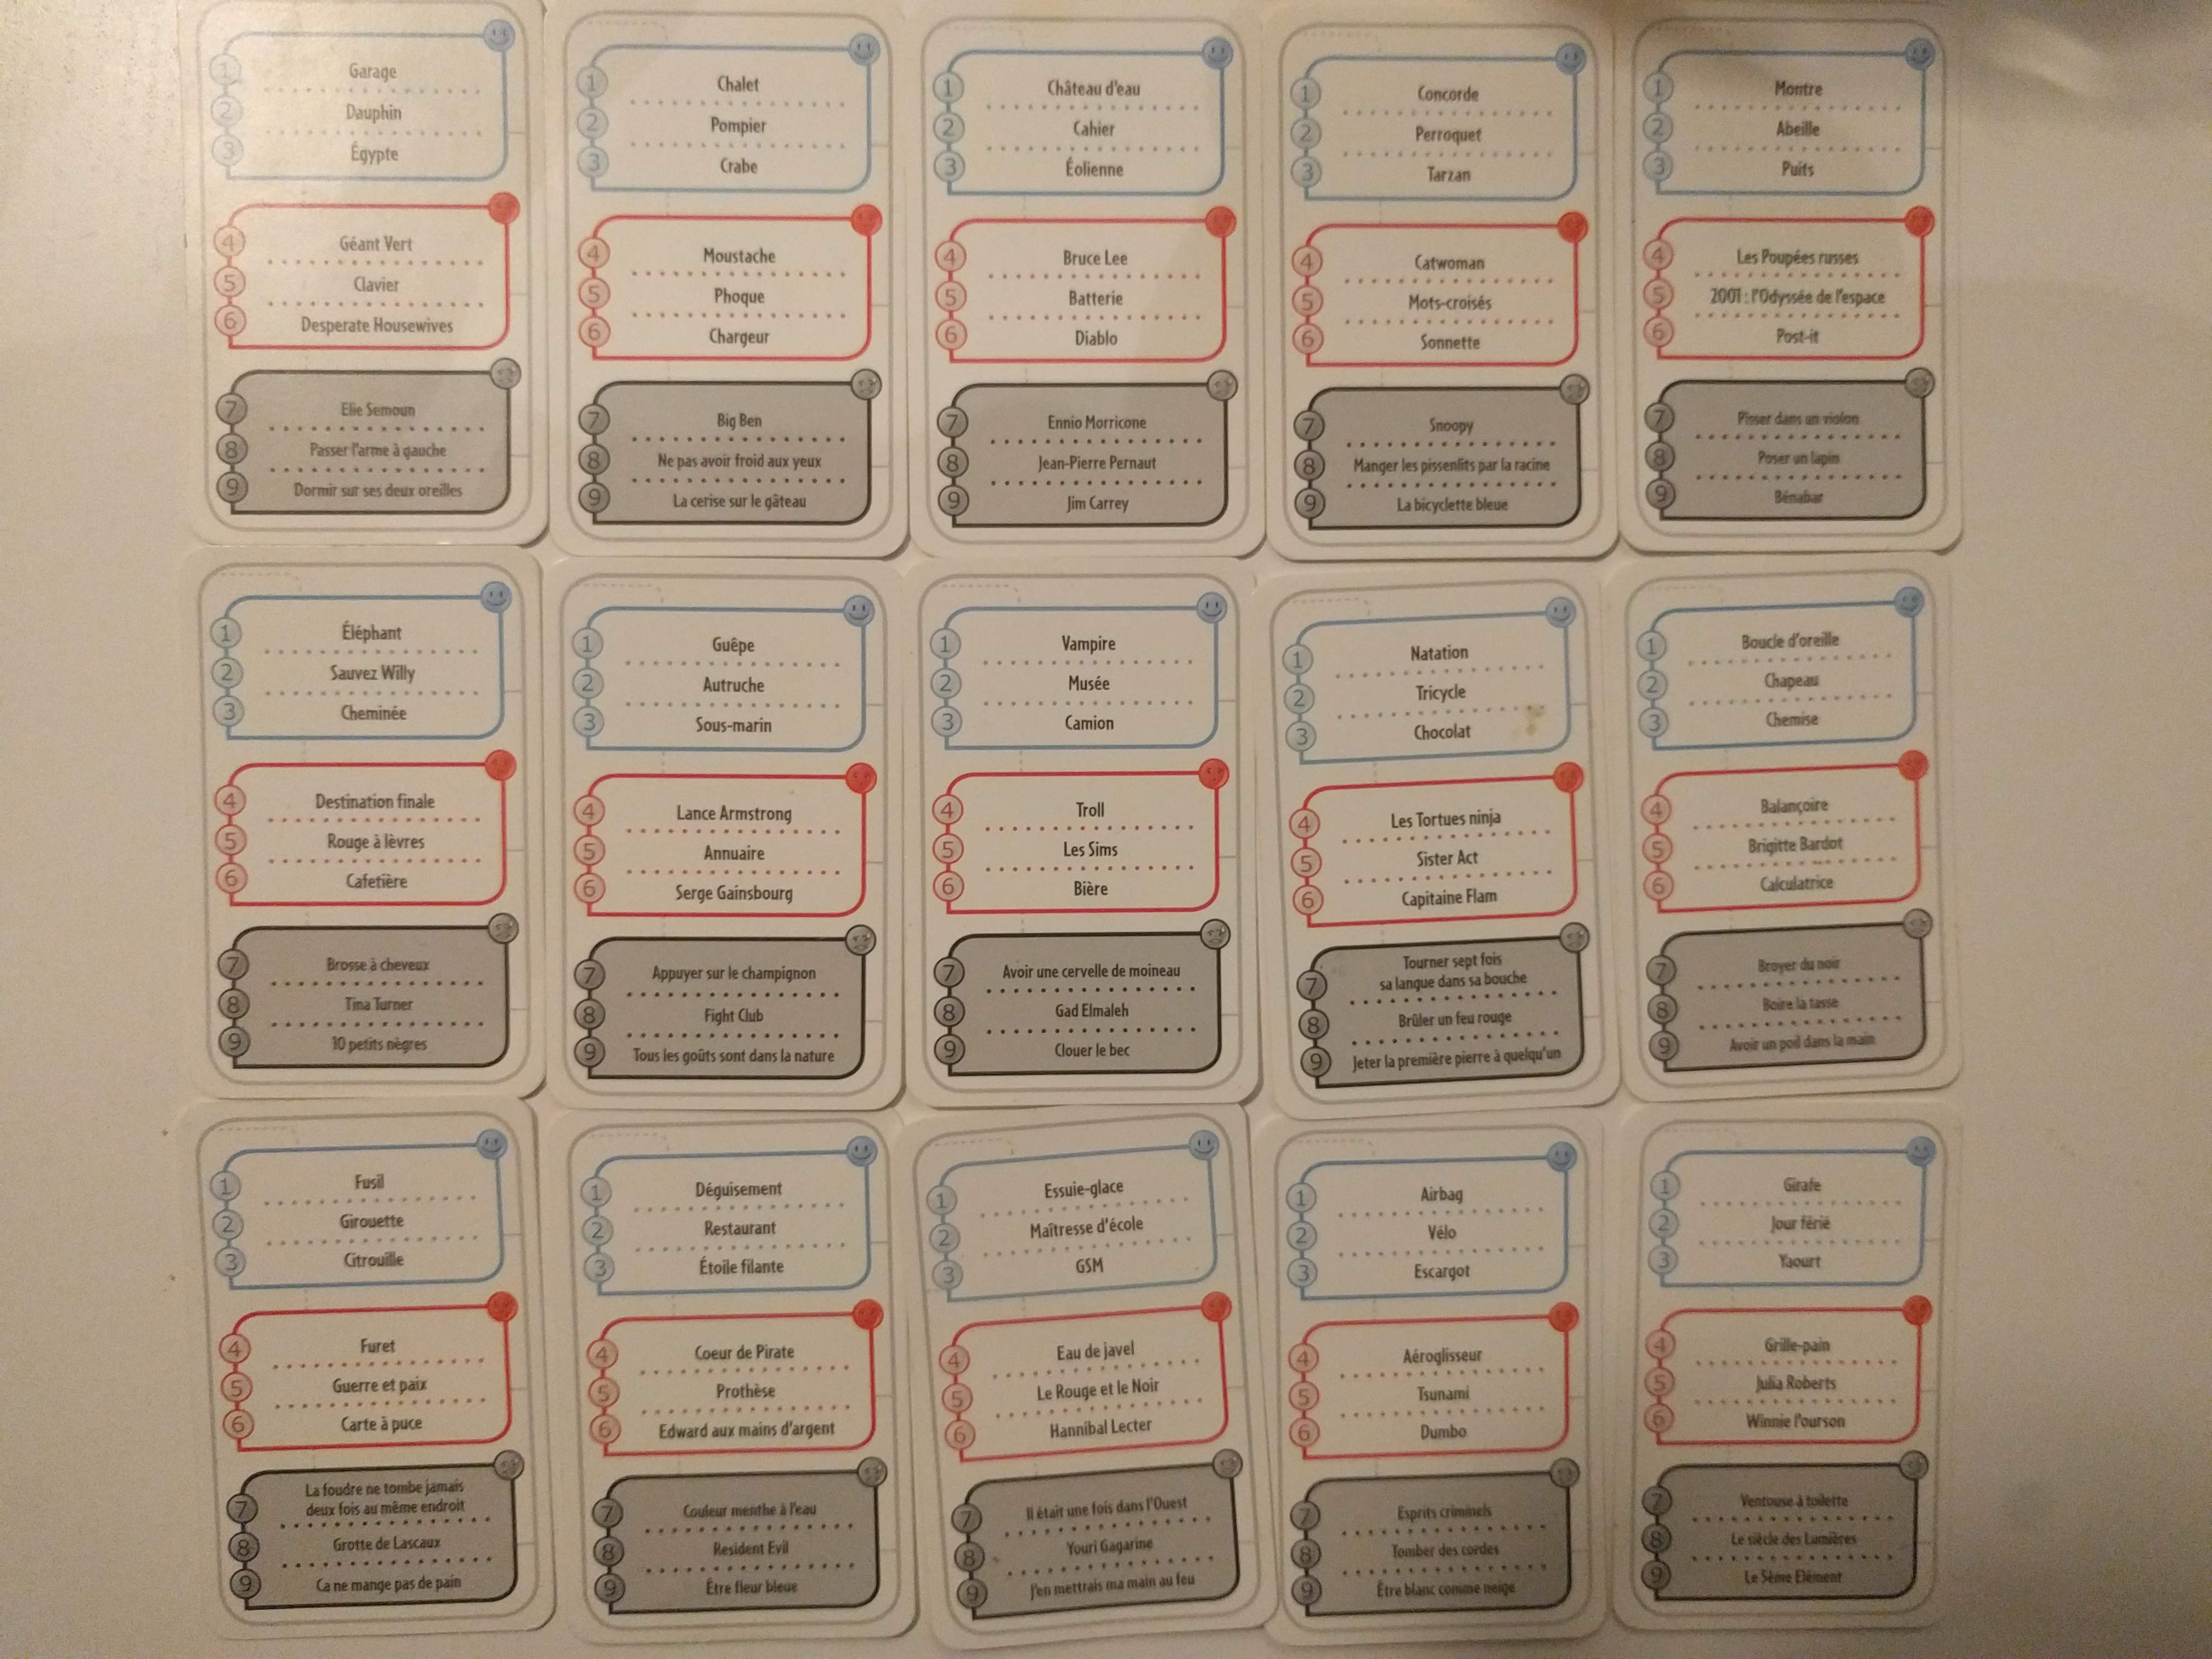 1 Garage
2 Dauphin
3 Égypte
4 Géant Vert
5 Clavier
6 Desperate Housewives
7 Elie Semoun
8 Passer l'arme à gauche
9 Dormir sur ses deux oreilles
1 Chalet
2 Pompier
3 Crabe
4 Moustache
5 Phoque
6 Chargeur
7 Big Ben
8 Ne pas avoir froid aux yeux
9 La cerise sur le gâteau
1 Château d'eau
2 Cahier
3 Éolienne
4 Bruce Lee
5 Batterie
6 Diablo
7 Ennio Morricone
8 Jean-Pierre Pernaut
9 Jim Carrey
1 Concorde
2 Perroquet
3 Tarzan
4 Catwoman
5 Mots-croisés
6 Sonnette
7 Snoopy
8 Manger les pissenlits par la racine
9 La bicyclette bleue
1 Montre
2 Abeille
3 Puits
4 Les Poupées russes
5 2001 : l'Odyssée de l'espace
6 Post-it
7 Pisser dans un violon
8 Poser un lapin
9 Bénabar
1 Éléphant
2 Sauvez Willy
3 Cheminée
4 Destination finale
5 Rouge à lèvres
6 Cafetière
7 Brosse à cheveux
8 Tina Turner
9 10 petits nègres
1 Guêpe
2 Autruche
3 Sous-marin
4 Lance Armstrong
5 Annuaire
6 Serge Gainsbourg
7 Appuyer sur le champignon
8 Fight Club
9 Tous les goûts sont dans la nature
1 Vampire
2 Musée
3 Camion
4 Troll
5 Les Sims
6 Bière
7 Avoir une cervelle de moineau
8 Gad Elmaleh
9 Clouer le bec
1 Natation
2 Tricycle
3 Chocolat
4 Les Tortues ninja
5 Sister Act
6 Capitaine Flam
7 Tourner sept fois
sa langue dans sa bouche
8 Brûler un feu rouge
9 Jeter la première pierre à quelqu'un
1 Boucle d'oreille
2 Chapeau
3 Chemise
4 Balançoire
5 Brigitte Bardot
6 Calculatrice
7 Broyer du noir
8 Boire la tasse
9 Avoir un poil dans la main
1 Fusil
2 Girouette
3 Citrouille
4 Furet
5 Guerre et paix
6 Carte à puce
7 La foudre ne tombe jamais
deux fois au même endroit
8 Grotte de Lascaux
9 Ca ne mange pas de pain
1 Déguisement
2 Restaurant
3 Étoile filante
4 Coeur de Pirate
5 Prothèse
6 Edward aux mains d'argent
7 Couleur menthe à l'eau
8 Resident Evil
9 Être fleur bleue
1 Essuie-glace
2 Maîtresse d'école
3 GSM
4 Eau de javel
5 Le Rouge et le Noir
6 Hannibal Lecter
7 Il était une fois dans l'Ouest
8 Youri Gagarine
9 J'en mettrais ma main au feu
1 Airbag
2 Vélo
3 Escargot
4 Aéroglisseur
5 Tsunami
6 Dumbo
7 Esprits criminels
8 Tomber des cordes
9 Être blanc comme neige
1 Girafe
2 Jour férié
3 Yaourt
4 Grille-pain
5 Julia Roberts
6 Winnie l'ourson
7 Ventouse à toilette
8 Le siècle des Lumières
9 Le 5ème Elément